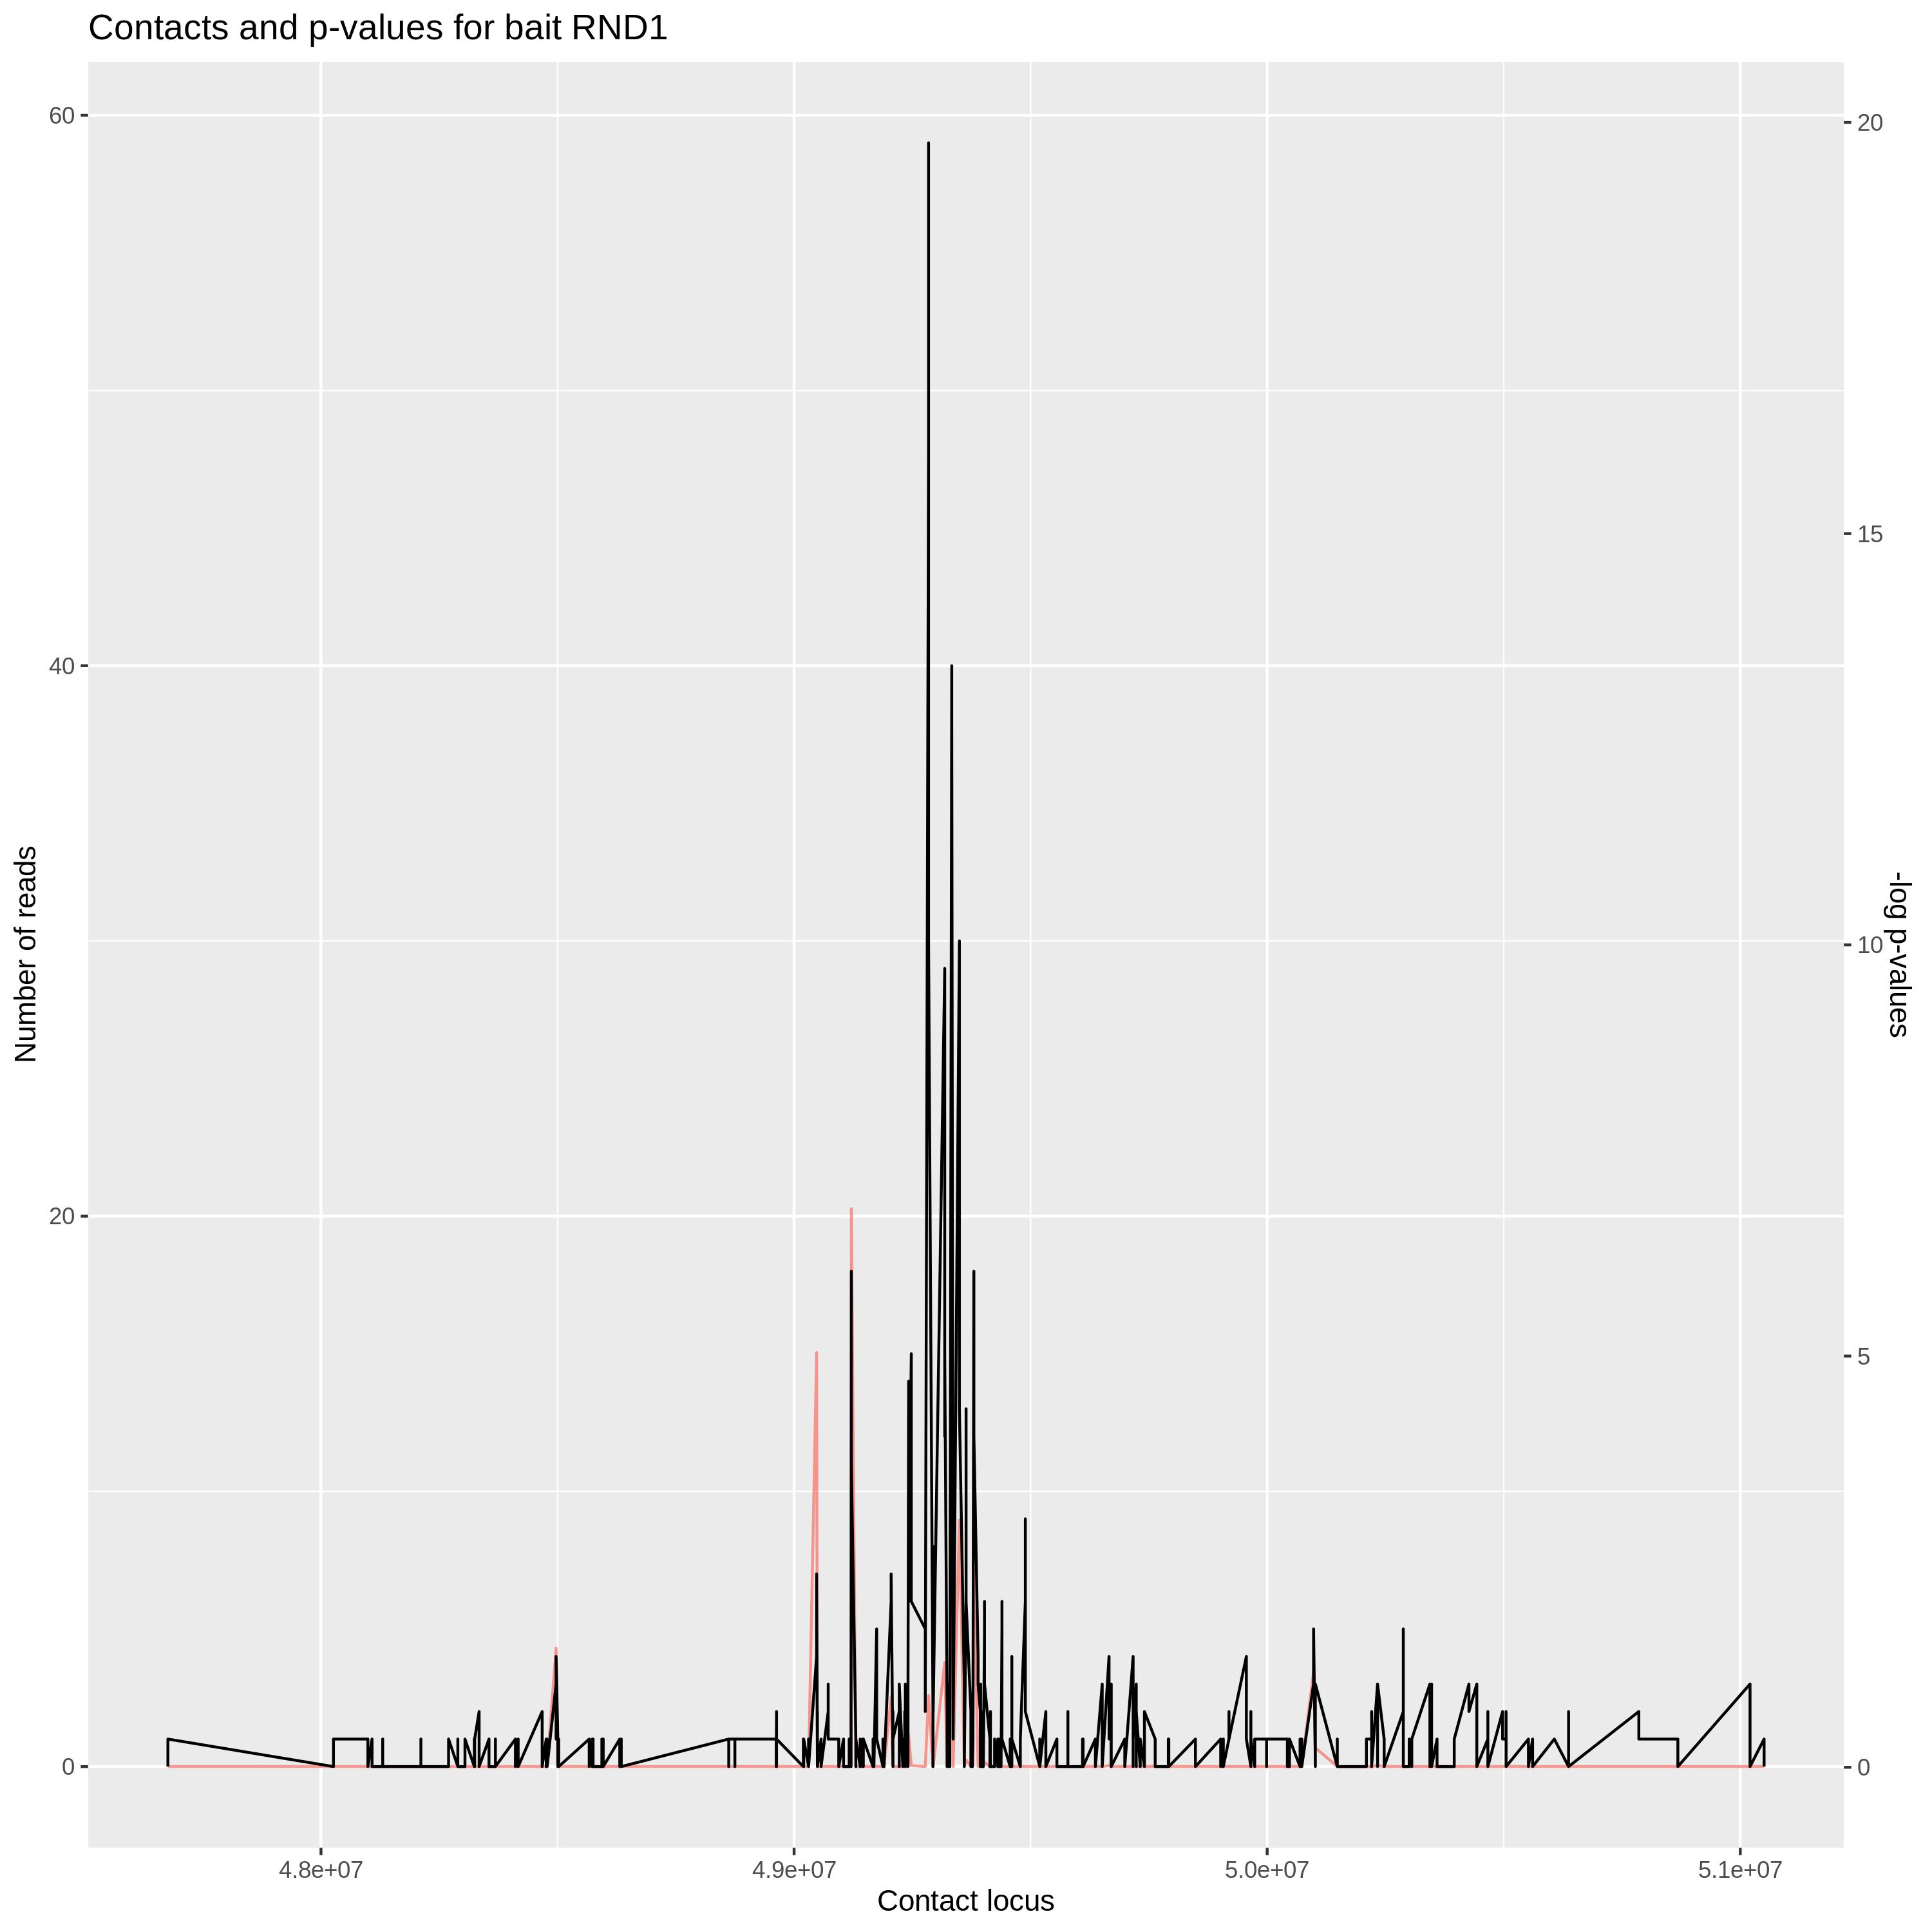 Contacts and p-values for bait RND1
60
40
20
0
Number of reads
20
15
10
5
0
-log p-values
4.8e+07
4.9e+07
5.0e+07
5.1e+07
Contact locus